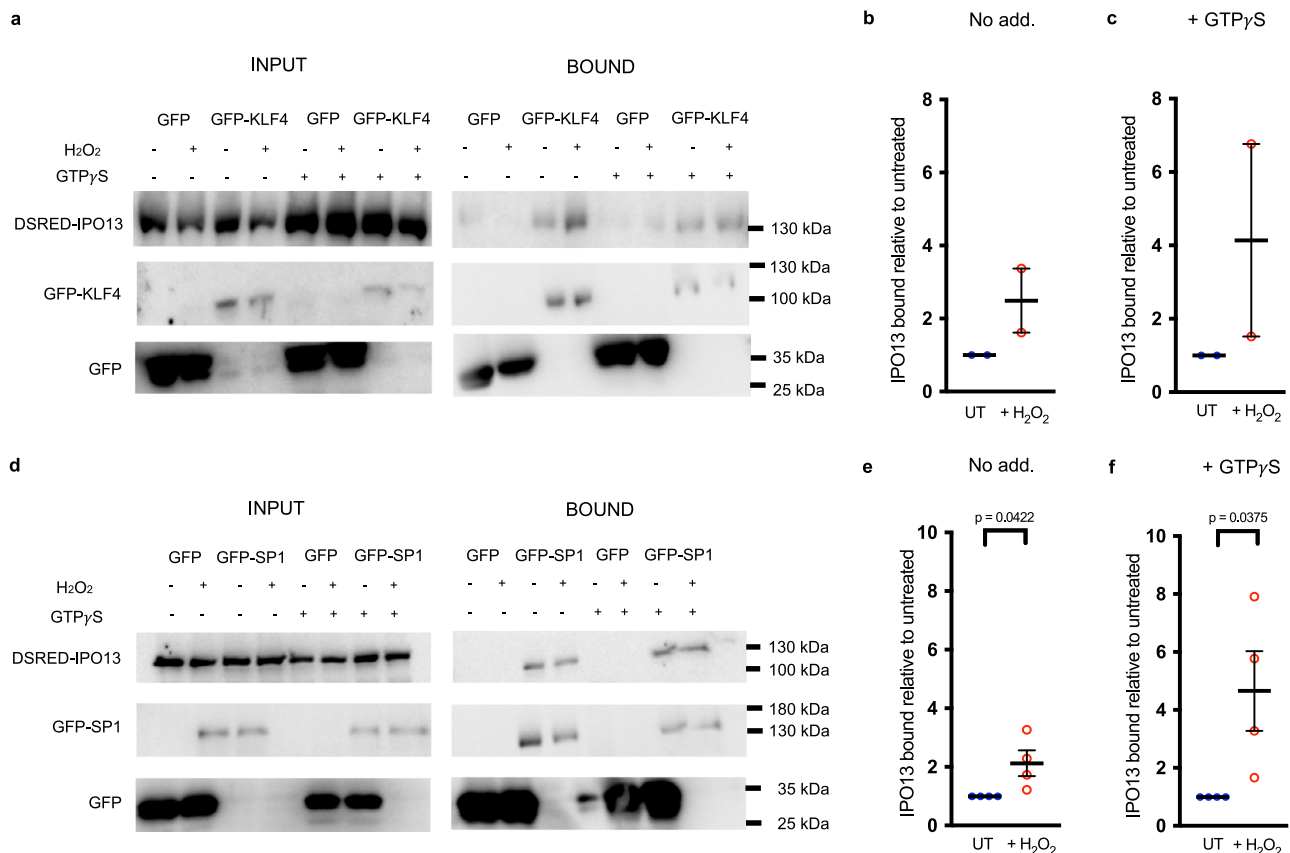 a
INPUT
BOUND
GFP GFP-KLF4 GFP GFP-KLF4
GFP GFP-KLF4 GFP GFP-KLF4
H2O2 - + - + - + - +
- + - + - + - +
GTPγS - - - - + + + +
- - - - + + + +
DSRED-IPO13
130 kDa
GFP-KLF4
130 kDa
100 kDa
GFP
35 kDa
25 kDa
b
No add.
IPO13 bound relative to untreated
8
6
4
2
0
UT + H2O2
c
+ GTPγS
IPO13 bound relative to untreated
8
6
4
2
0
UT + H2O2
d
INPUT
BOUND
GFP GFP-SP1 GFP GFP-SP1
GFP GFP-SP1 GFP GFP-SP1
H2O2 - + - + - + - +
- + - + - + - +
GTPγS - - - - + + + +
- - - - + + + +
DSRED-IPO13
130 kDa
100 kDa
GFP-SP1
180 kDa
130 kDa
GFP
35 kDa
25 kDa
e
No add.
p = 0.0422
IPO13 bound relative to untreated
10
8
6
4
2
0
UT + H2O2
f
+ GTPγS
p = 0.0375
IPO13 bound relative to untreated
10
8
6
4
2
0
UT + H2O2